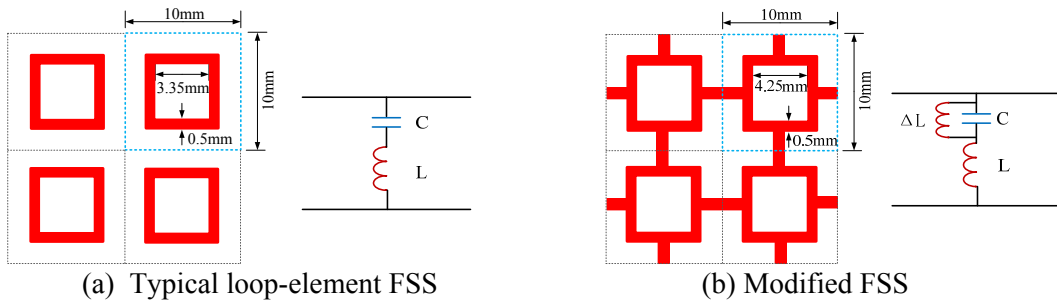 10mm
10mm
3.35mm
0.5mm
C
L
(a) Typical loop-element FSS
10mm
10mm
4.25mm
0.5mm
ΔL
C
L
(b) Modified FSS